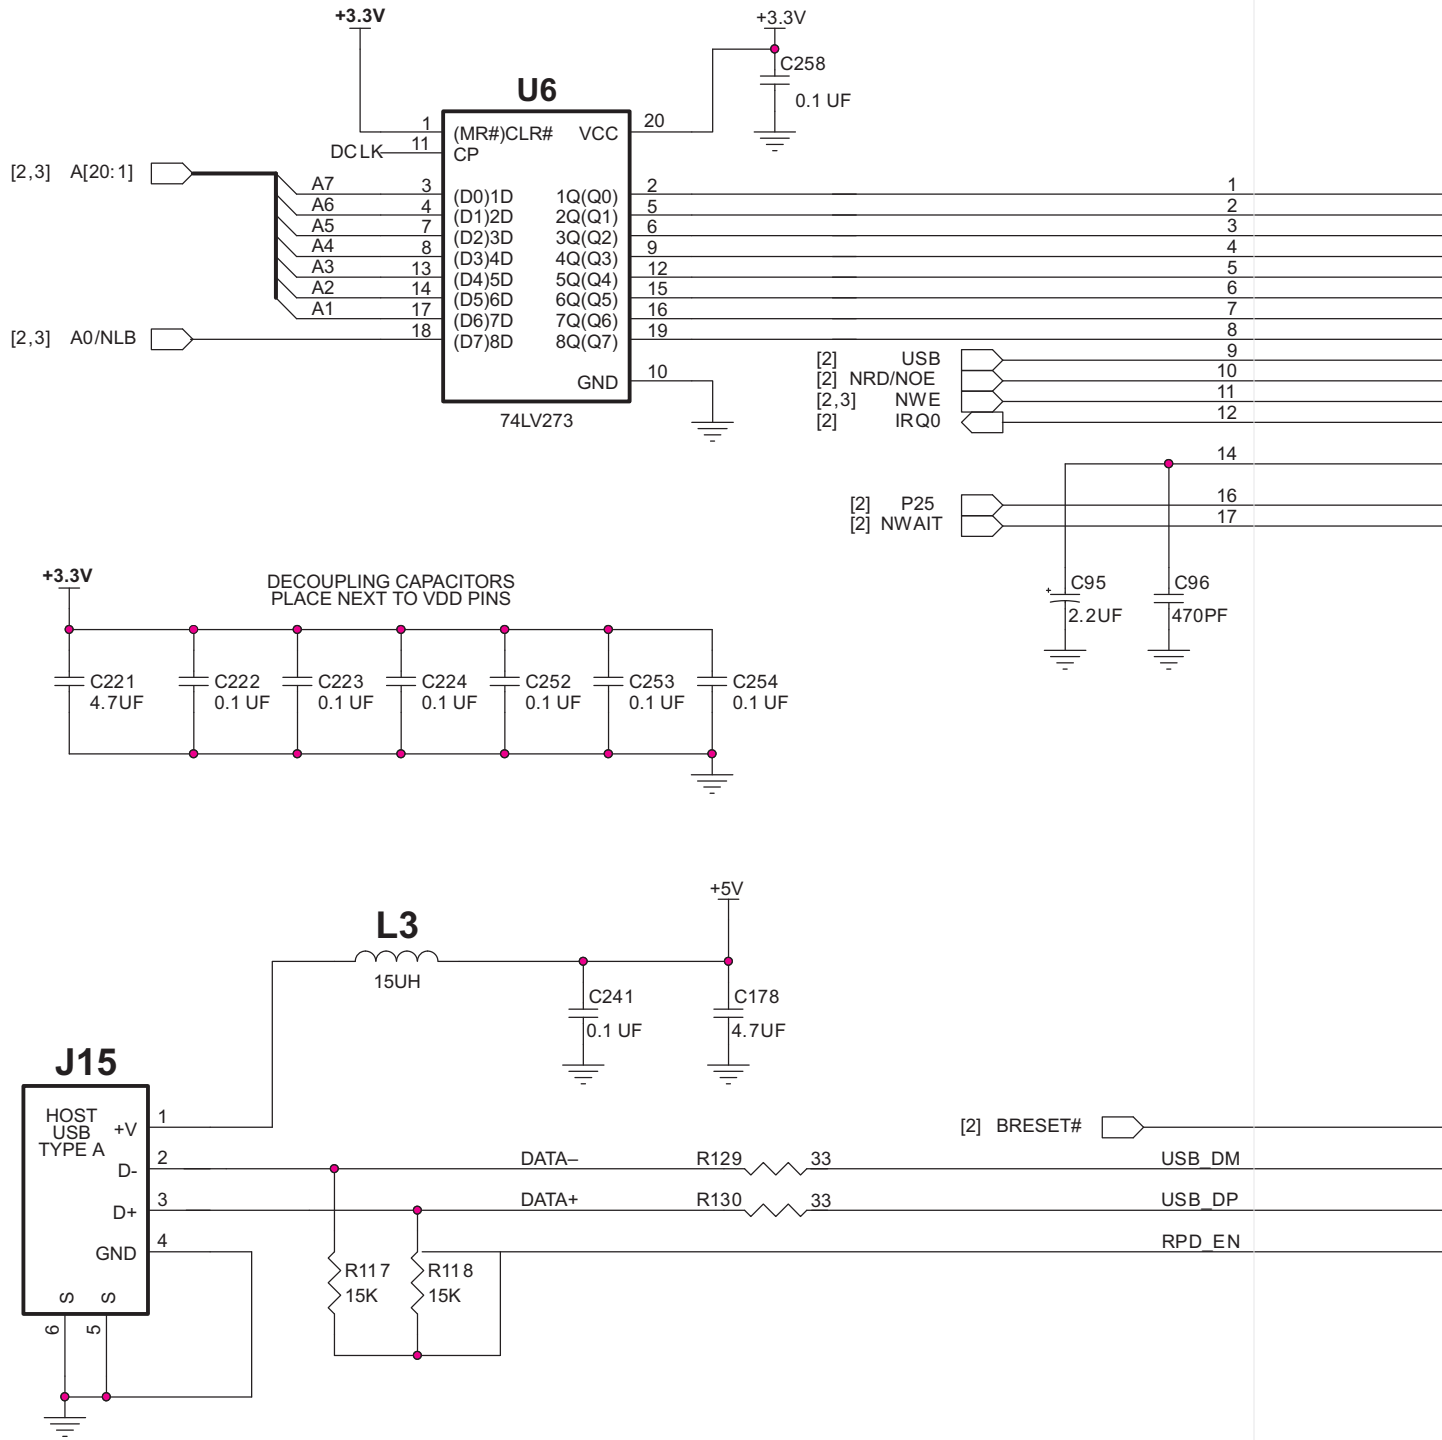 +3.3V
+3.3V
C258
0.1 UF
U6
1 (MR#)CLR# VCC 20
DCLK 11 CP
[2,3] A[20:1]
A7 3 (D0)1D 1Q(Q0) 2 1
A6 4 (D1)2D 2Q(Q1) 5 2
A5 7 (D2)3D 3Q(Q2) 6 3
A4 8 (D3)4D 4Q(Q3) 9 4
A3 13 (D4)5D 5Q(Q4) 12 5
A2 14 (D5)6D 6Q(Q5) 15 6
A1 17 (D6)7D 7Q(Q6) 16 7
[2,3] A0/NLB 18 (D7)8D 8Q(Q7) 19 8
[2] USB 9
GND 10
[2] NRD/NOE 10
[2,3] NWE 11
74LV273
[2] IRQ0 12
14
[2] P25 16
[2] NWAIT 17
+3.3V
DECOUPLING CAPACITORS
PLACE NEXT TO VDD PINS
+ C95
2.2UF
C96
470PF
C221
4.7UF
C222
0.1 UF
C223
0.1 UF
C224
0.1 UF
C252
0.1 UF
C253
0.1 UF
C254
0.1 UF
+5V
L3
15UH
C241
0.1 UF
C178
4.7UF
J15
HOST
USB
TYPE A
+V 1
D- 2
D+ 3
GND 4
S S
6 5
[2] BRESET#
DATA– R129 33 USB_DM
DATA+ R130 33 USB_DP
RPD_EN
R117
15K
R118
15K